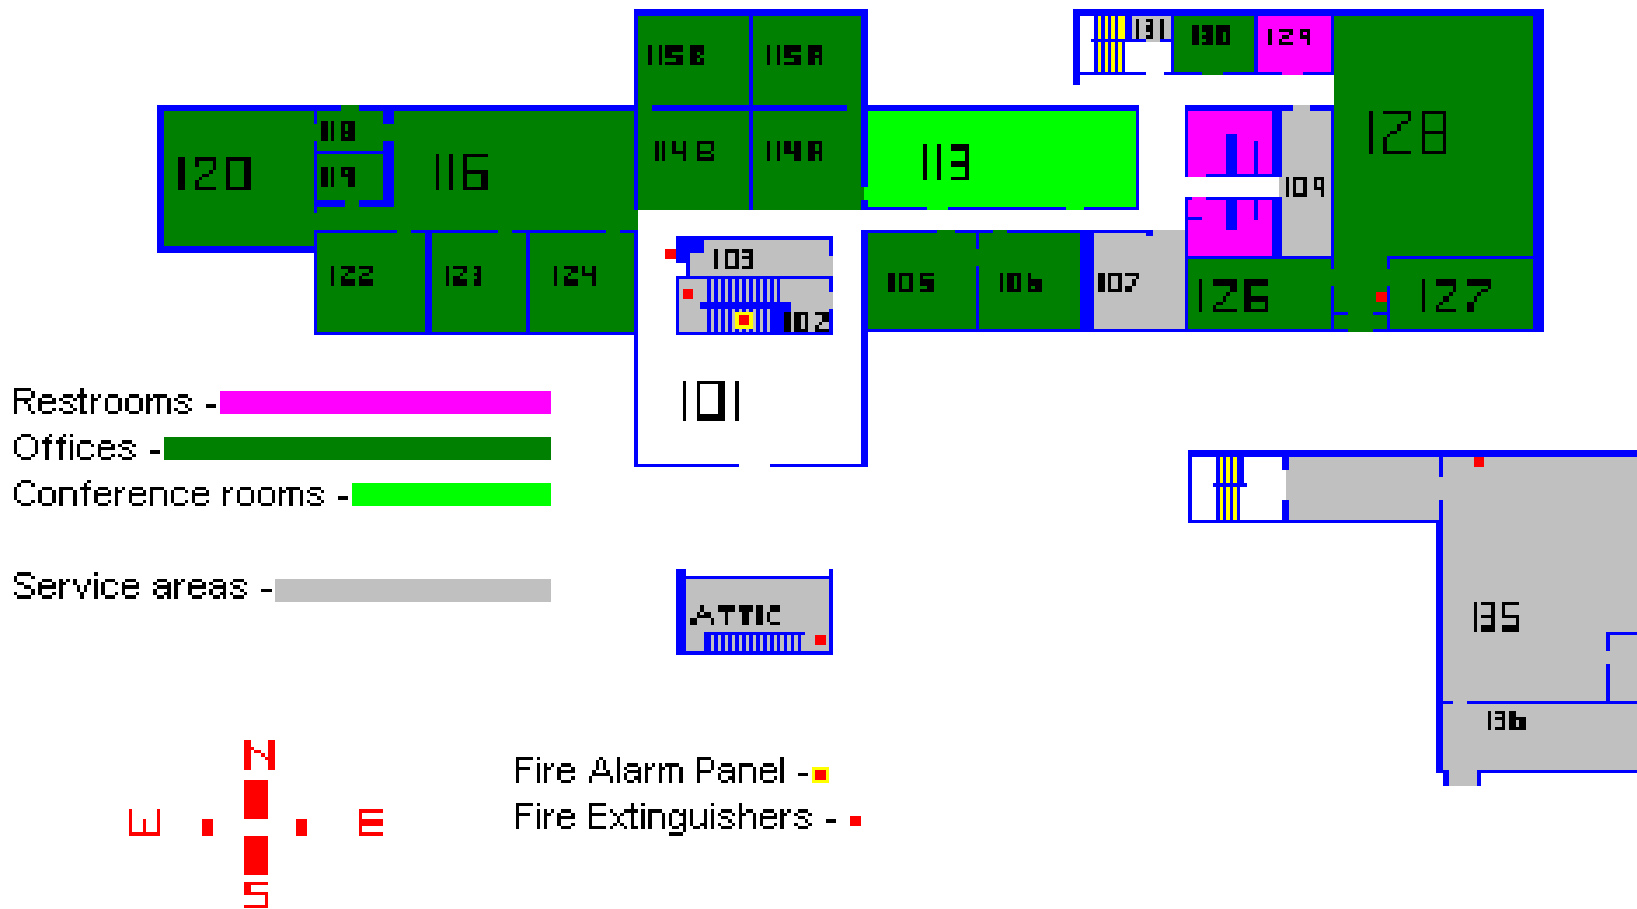 115B 115A 131 130 129
120 118 119 116 114B 114A 113 109 128
122 123 124 103 102 105 106 107 126 127
101
Restrooms -
Offices -
Conference rooms -
Service areas -
ATTIC
135
136
N
W E
S
Fire Alarm Panel -
Fire Extinguishers -